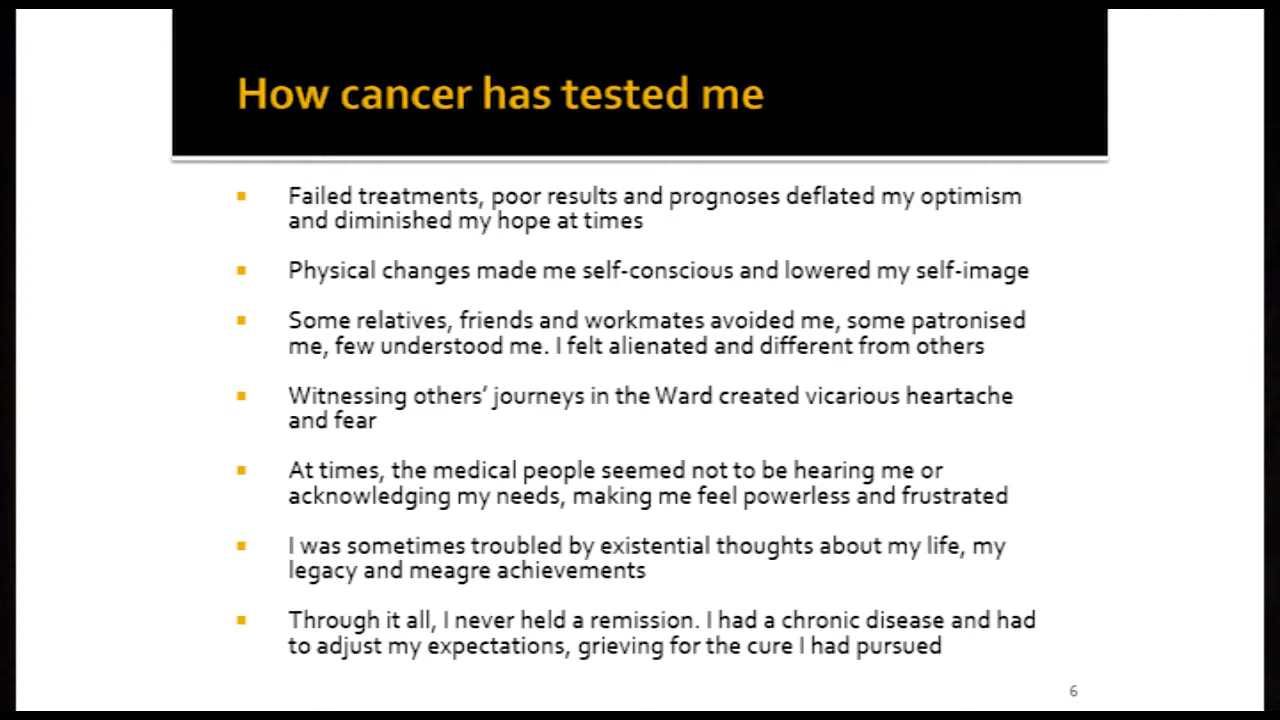 How cancer has tested me
Failed treatments, poor results and prognoses deflated my optimism
and diminished my hope at times
Physical changes made me self-conscious and lowered my self-image
Some relatives, friends and workmates avoided me, some patronised
me, few understood me. I felt alienated and different from others
Witnessing others’ journeys in the Ward created vicarious heartache
and fear
At times, the medical people seemed not to be hearing me or
acknowledging my needs, making me feel powerless and frustrated
I was sometimes troubled by existential thoughts about my life, my
legacy and meagre achievements
Through it all, I never held a remission. I had a chronic disease and had
to adjust my expectations, grieving for the cure I had pursued
6